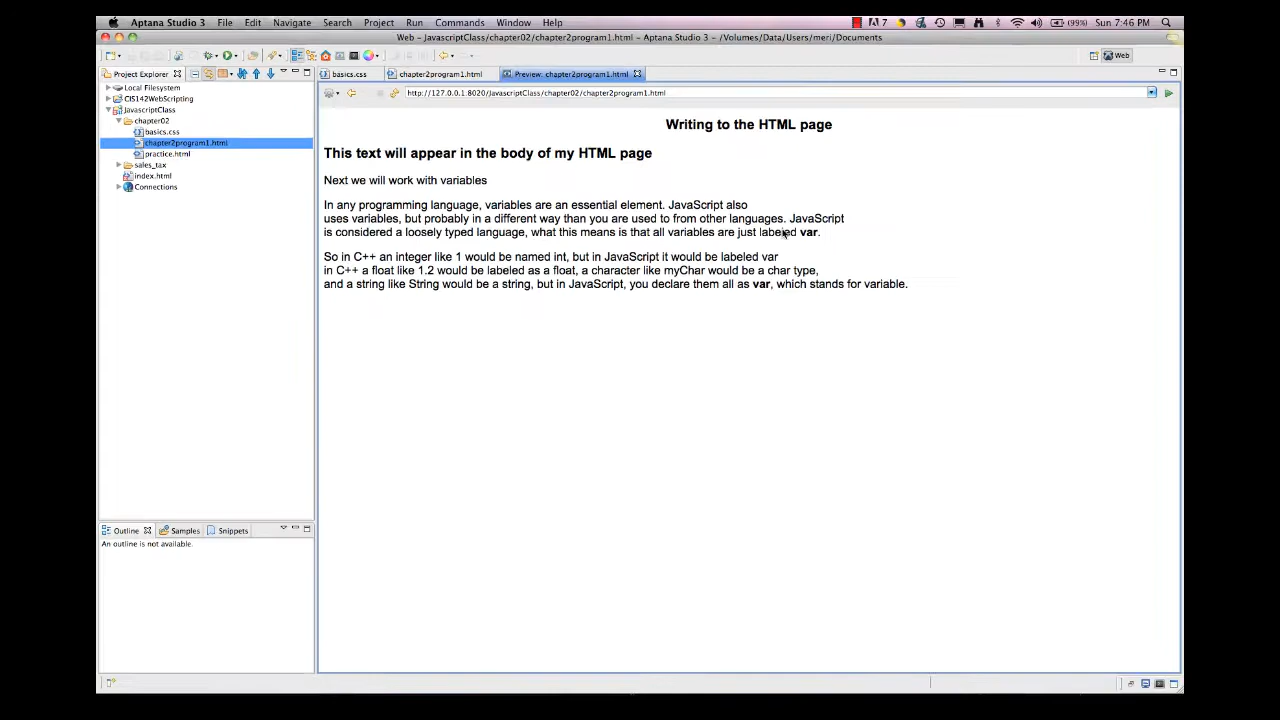 Aptana Studio 3 File Edit Navigate Search Project Run Commands Window Help 7 (99%) Sun 7:46 PM
Web - JavascriptClass/chapter02/chapter2program1.html - Aptana Studio 3 - /Volumes/Data/Users/meri/Documents
Web
Project Explorer
basics.css chapter2program1.html Preview: chapter2program1.html
Local Filesystem
CIS142WebScripting
JavascriptClass
chapter02
basics.css
chapter2program1.html
practice.html
sales_tax
index.html
Connections
http://127.0.0.1:8020/JavascriptClass/chapter02/chapter2program1.html
Writing to the HTML page
This text will appear in the body of my HTML page
Next we will work with variables
In any programming language, variables are an essential element. JavaScript also
uses variables, but probably in a different way than you are used to from other languages. JavaScript
is considered a loosely typed language, what this means is that all variables are just labeled var.
So in C++ an integer like 1 would be named int, but in JavaScript it would be labeled var
in C++ a float like 1.2 would be labeled as a float, a character like myChar would be a char type,
and a string like String would be a string, but in JavaScript, you declare them all as var, which stands for variable.
Outline Samples Snippets
An outline is not available.